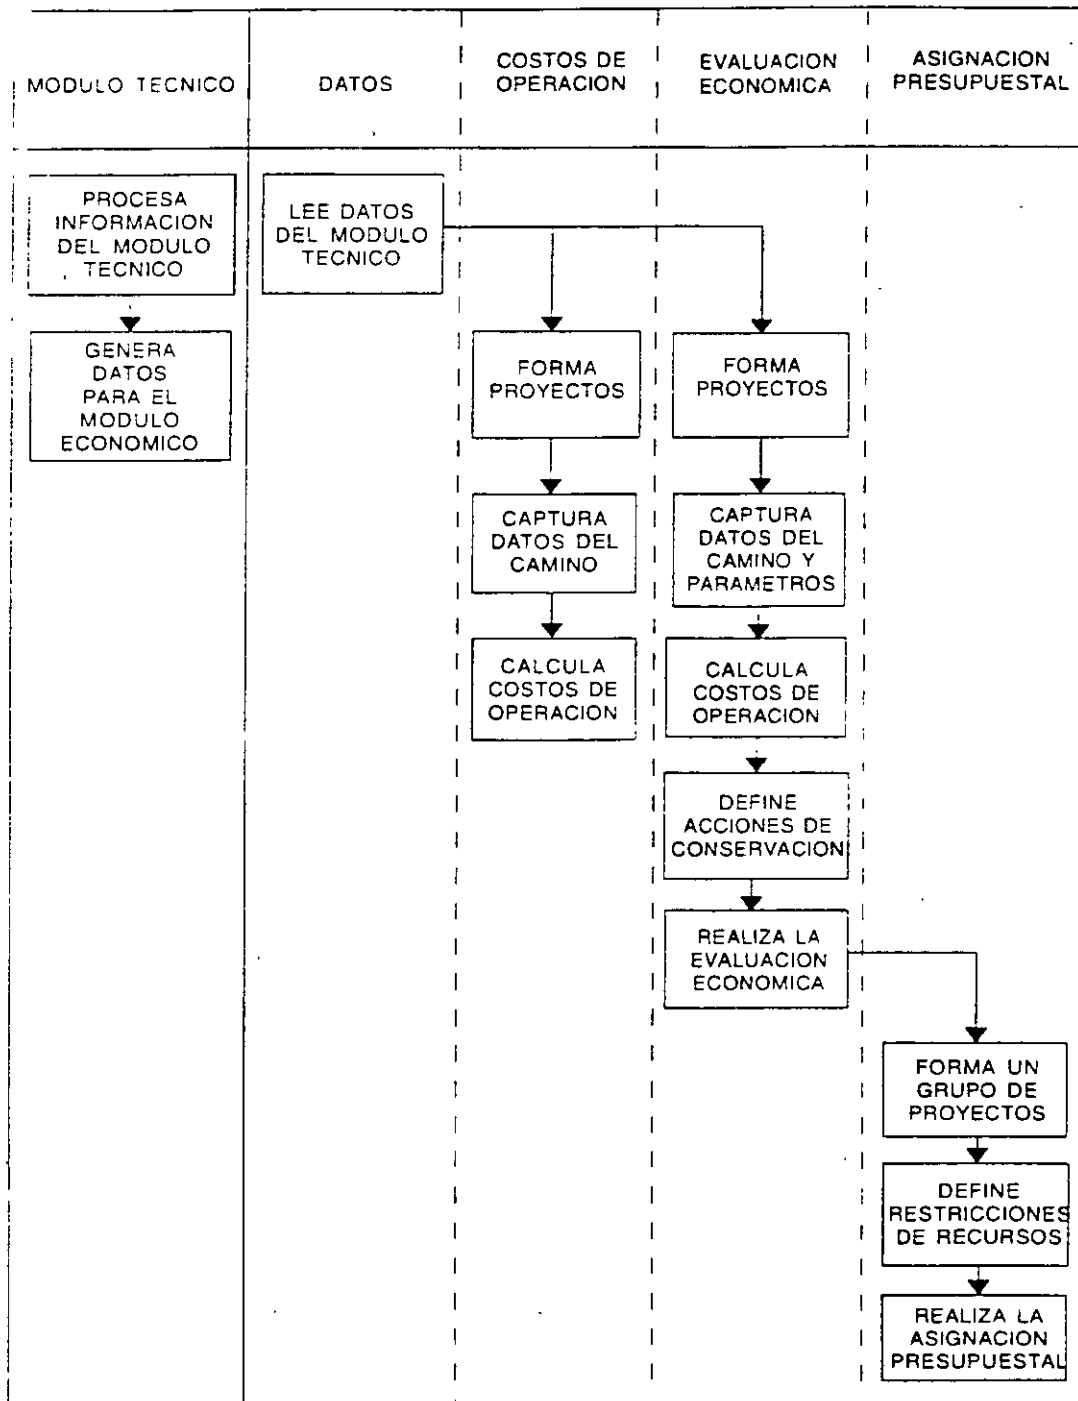 MODULO TECNICO
DATOS
COSTOS DE
OPERACION
EVALUACION
ECONOMICA
ASIGNACION
PRESUPUESTAL
PROCESA
INFORMACION
DEL MODULO
TECNICO
GENERA
DATOS
PARA EL
MODULO
ECONOMICO
LEE DATOS
DEL MODULO
TECNICO
FORMA
PROYECTOS
CAPTURA
DATOS DEL
CAMINO
CALCULA
COSTOS DE
OPERACION
FORMA
PROYECTOS
CAPTURA
DATOS DEL
CAMINO Y
PARAMETROS
CALCULA
COSTOS DE
OPERACION
DEFINE
ACCIONES DE
CONSERVACION
REALIZA LA
EVALUACION
ECONOMICA
FORMA UN
GRUPO DE
PROYECTOS
DEFINE
RESTRICCIONES
DE RECURSOS
REALIZA LA
ASIGNACION
PRESUPUESTAL